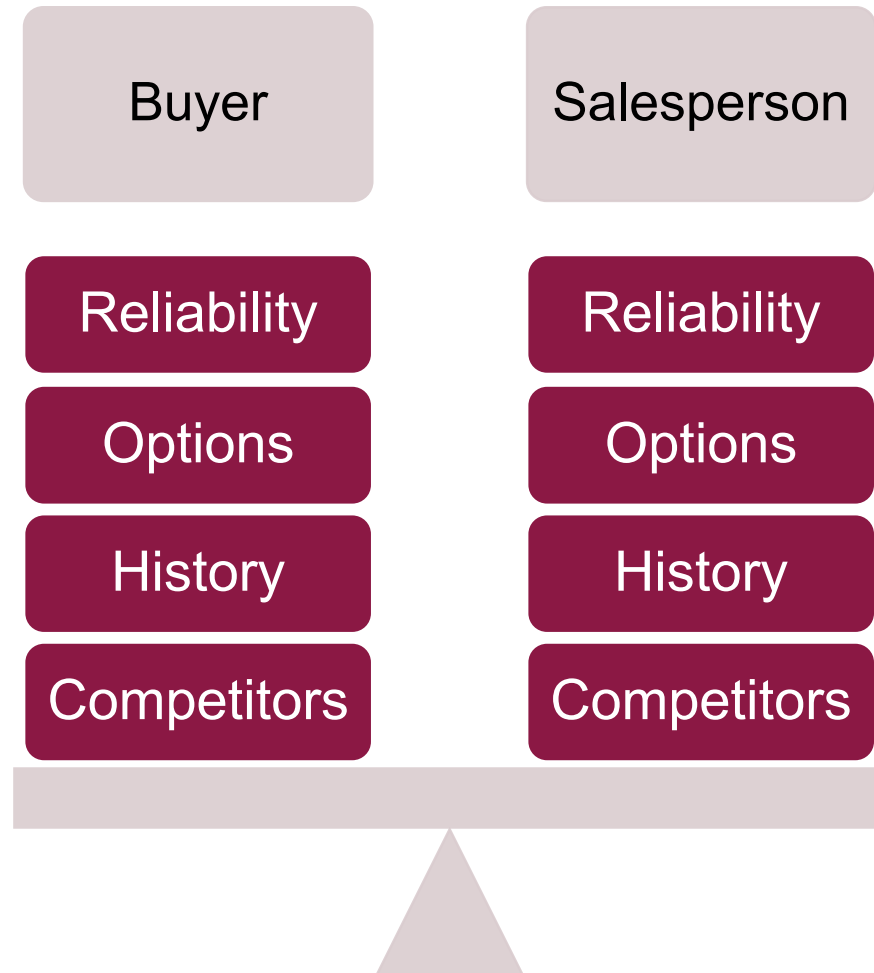 Buyer
Salesperson
Reliability
Reliability
Options
Options
History
History
Competitors
Competitors